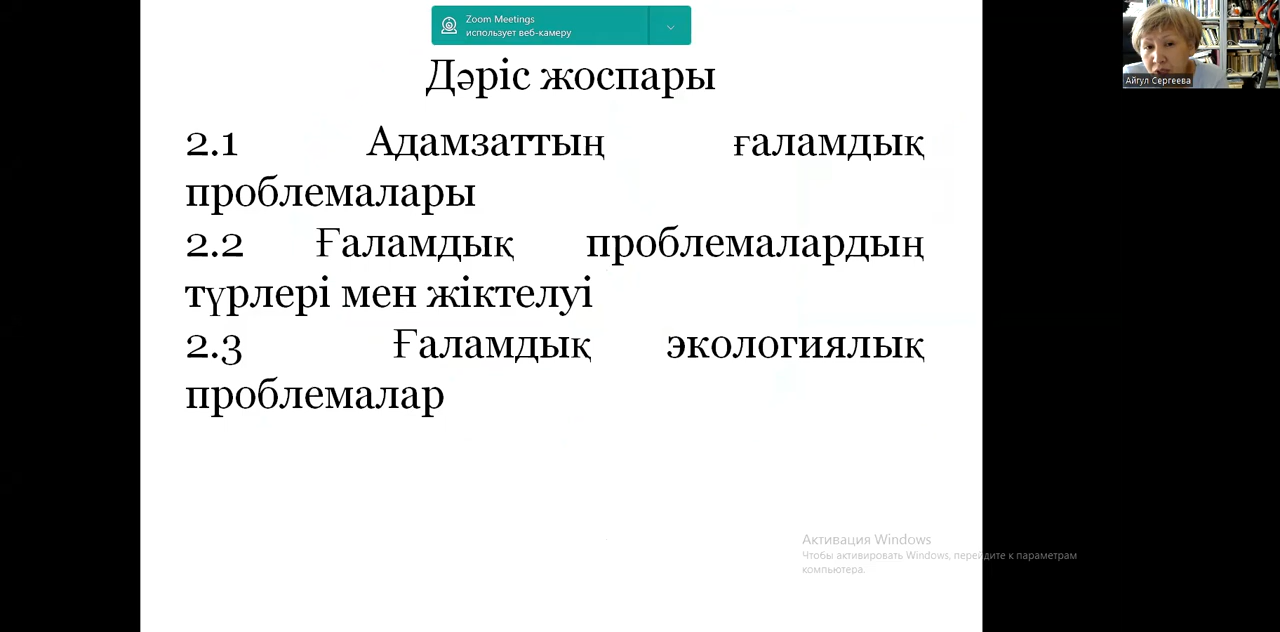 Zoom Meetings
использует веб-камеру
Айгул Сергеева
Дәріс жоспары
2.1 Адамзаттың ғаламдық
проблемалары
2.2 Ғаламдық проблемалардың
түрлері мен жіктелуі
2.3 Ғаламдық экологиялық
проблемалар
Активация Windows
Чтобы активировать Windows, перейдите к параметрам
компьютера.